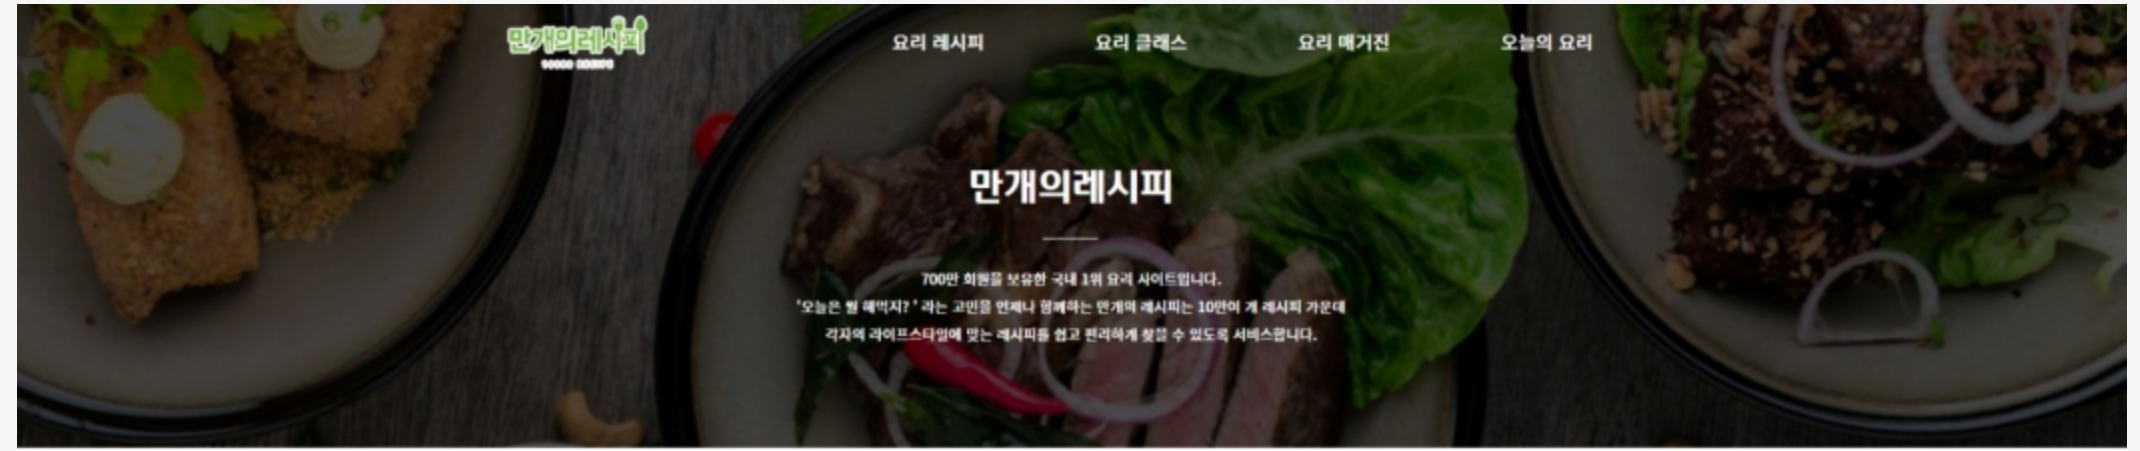 만개의레시피
10000 RECIPE
요리 레시피
요리 클래스
요리 매거진
오늘의 요리
만개의레시피
700만 회원을 보유한 국내 1위 요리 사이트입니다.
'오늘은 뭘 해먹지? ' 라는 고민을 언제나 함께하는 만개의 레시피는 10만여 개 레시피 가운데
각자의 라이프스타일에 맞는 레시피를 쉽고 편리하게 찾을 수 있도록 서비스합니다.